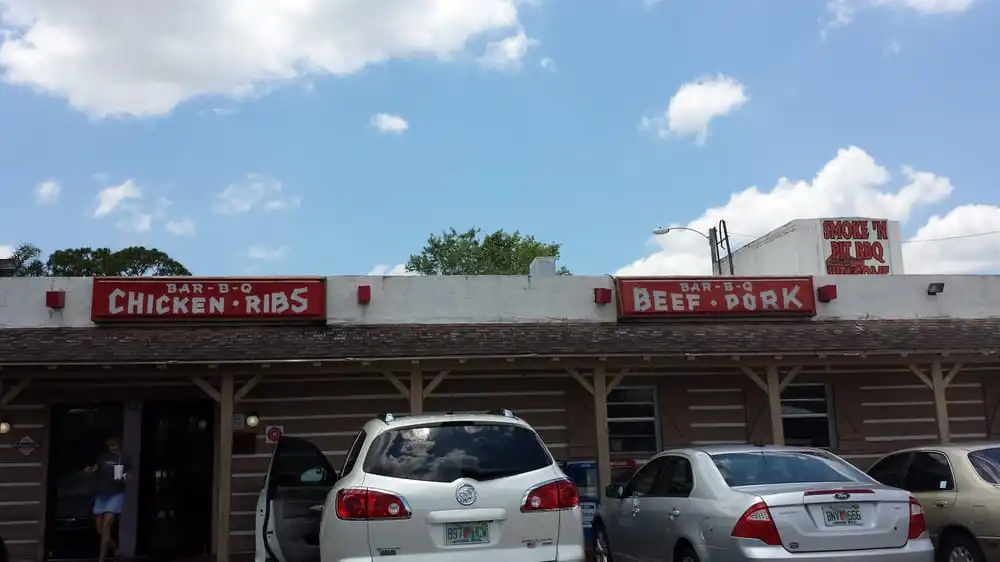 BAR-B-Q
CHICKEN · RIBS
BAR-B-Q
BEEF · PORK
SMOKE 'N
PIT BBQ